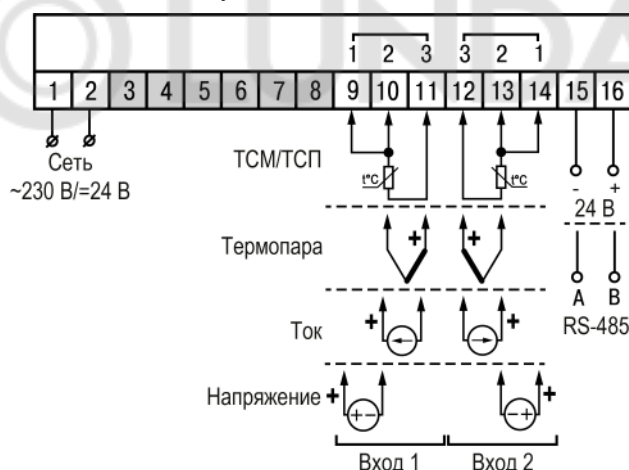 LUNDA
1 2 3 3 2 1
1 2 3 4 5 6 7 8 9 10 11 12 13 14 15 16
Сеть
~230 В/=24 В
ТСМ/ТСП
t°C
t°C
- +
24 В
Термопара
+ +
A B
RS-485
Ток
+ +
Напряжение
+ + - - + +
Вход 1 Вход 2